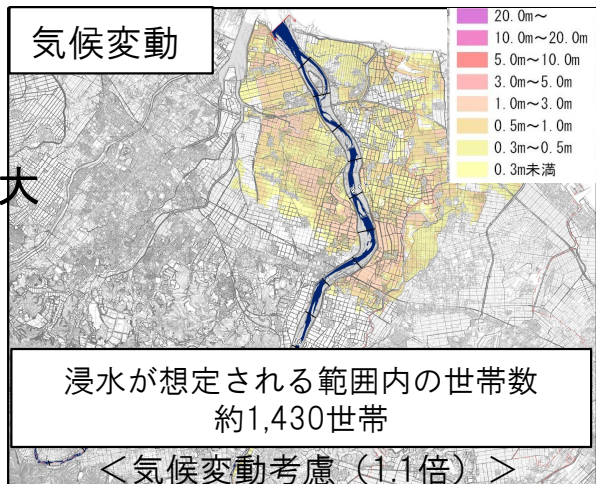 気候変動
20.0m~
10.0m~20.0m
5.0m~10.0m
3.0m~5.0m
1.0m~3.0m
0.5m~1.0m
0.3m~0.5m
0.3m未満
大
浸水が想定される範囲内の世帯数
約1,430世帯
<気候変動考慮(1.1倍)>